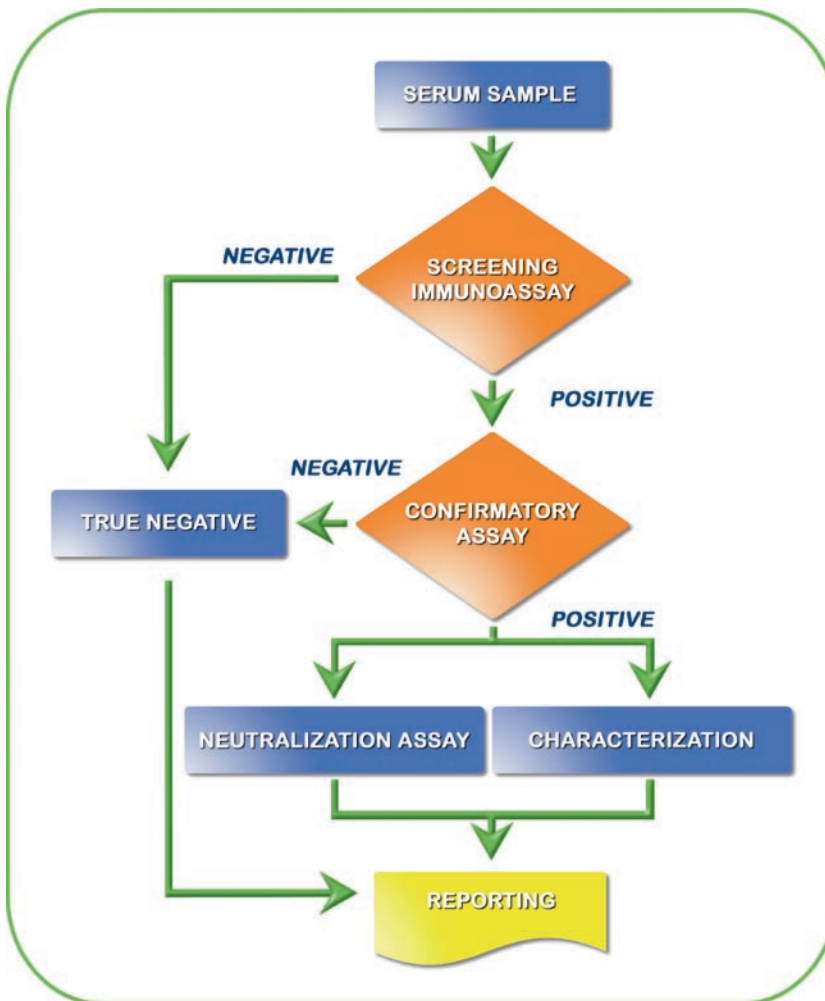 SERUM SAMPLE
NEGATIVE
SCREENING
IMMUNOASSAY
POSITIVE
NEGATIVE
TRUE NEGATIVE
CONFIRMATORY
ASSAY
POSITIVE
NEUTRALIZATION ASSAY
CHARACTERIZATION
REPORTING